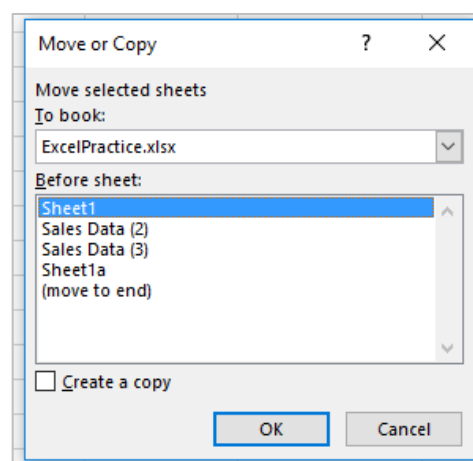 Move or Copy ?
Move selected sheets
To book:
ExcelPractice.xlsx
Before sheet:
Sheet1
Sales Data (2)
Sales Data (3)
Sheet1a
(move to end)
Create a copy
OK Cancel